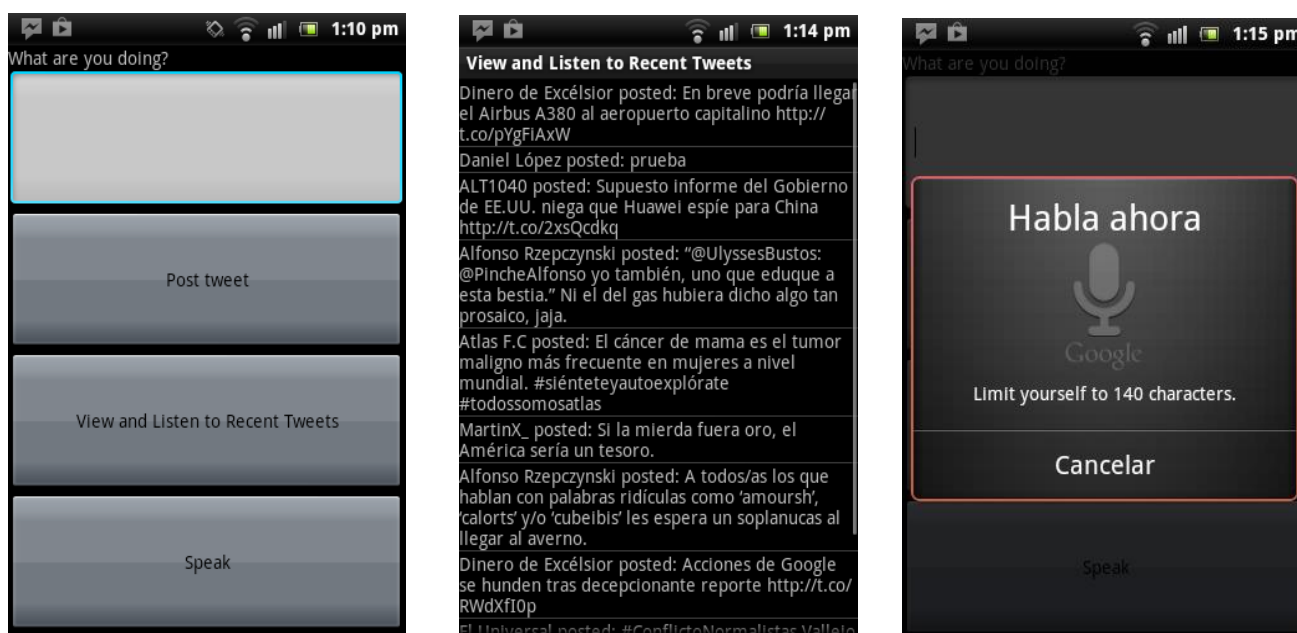 1:10 pm
What are you doing?
Post tweet
View and Listen to Recent Tweets
Speak
1:14 pm
View and Listen to Recent Tweets
Dinero de Excélsior posted: En breve podría llegar
el Airbus A380 al aeropuerto capitalino http://
t.co/pYgFiAxW
Daniel López posted: prueba
ALT1040 posted: Supuesto informe del Gobierno
de EE.UU. niega que Huawei espíe para China
http://t.co/2xsQcdkq
Alfonso Rzepczynski posted: “@UlyssesBustos:
@PincheAlfonso yo también, uno que eduque a
esta bestia.” Ni el del gas hubiera dicho algo tan
prosaico, jaja.
Atlas F.C posted: El cáncer de mama es el tumor
maligno más frecuente en mujeres a nivel
mundial. #siénteteyautoexplórate
#todossomosatlas
MartinX_ posted: Si la mierda fuera oro, el
América sería un tesoro.
Alfonso Rzepczynski posted: A todos/as los que
hablan con palabras ridículas como ‘amoursh’,
‘calorts’ y/o ‘cubeibis’ les espera un soplanucas al
llegar al averno.
Dinero de Excélsior posted: Acciones de Google
se hunden tras decepcionante reporte http://t.co/
RWdXfI0p
El Universal posted: #ConflictoNormalistas Vallejo
1:15 pm
What are you doing?
Habla ahora
Google
Limit yourself to 140 characters.
Cancelar
Speak